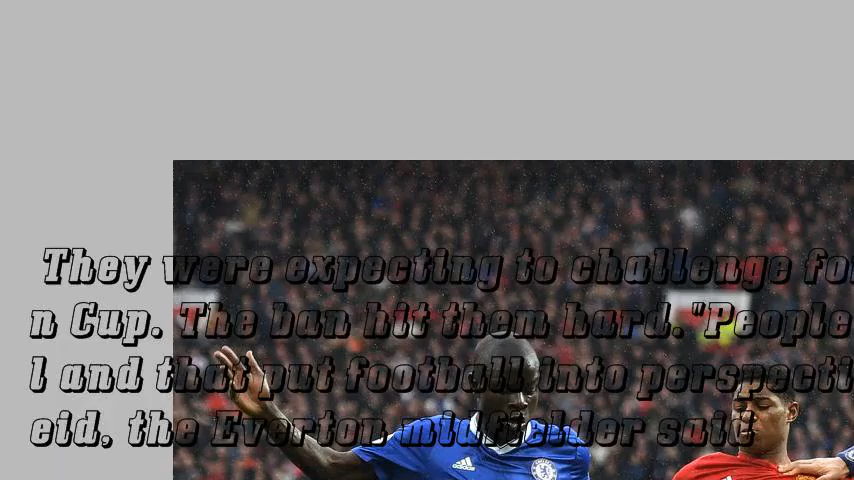 They were expecting to challenge for
n Cup. The ban hit them hard."People
l and that put football into perspecti
eid, the Everton midfielder said